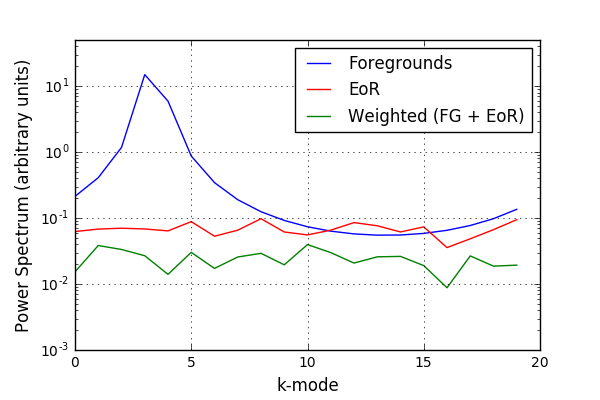 Foregrounds
EoR
Weighted (FG + EoR)
Power Spectrum (arbitrary units)
10^1
10^0
10^-1
10^-2
10^-3
0 5 10 15 20
k-mode